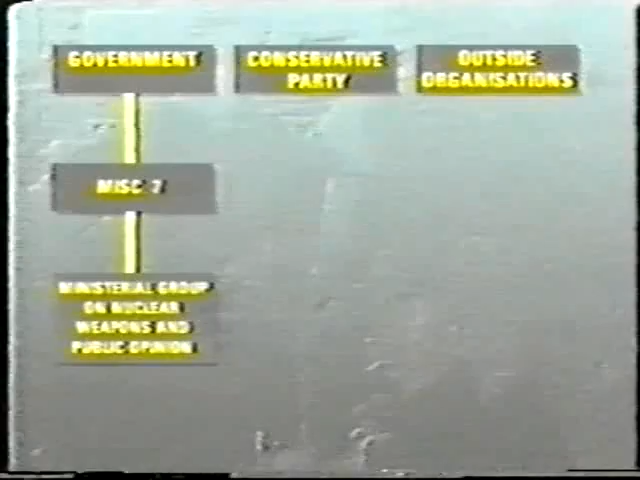 GOVERNMENT
CONSERVATIVE
PARTY
OUTSIDE
ORGANISATIONS
MISC 7
MINISTERIAL GROUP
ON NUCLEAR
WEAPONS AND
PUBLIC OPINION